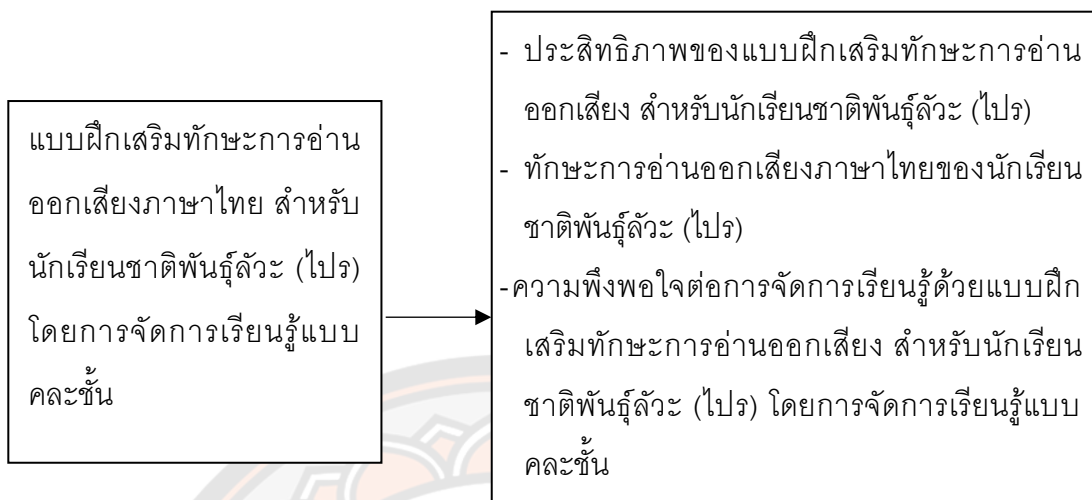 แบบฝึกเสริมทักษะการอ่าน
ออกเสียงภาษาไทย สำหรับ
นักเรียนชาติพันธุ์ลัวะ (ไปร)
โดยการจัดการเรียนรู้แบบ
คละชั้น
- ประสิทธิภาพของแบบฝึกเสริมทักษะการอ่าน
ออกเสียง สำหรับนักเรียนชาติพันธุ์ลัวะ (ไปร)
- ทักษะการอ่านออกเสียงภาษาไทยของนักเรียน
ชาติพันธุ์ลัวะ (ไปร)
-ความพึงพอใจต่อการจัดการเรียนรู้ด้วยแบบฝึก
เสริมทักษะการอ่านออกเสียง สำหรับนักเรียน
ชาติพันธุ์ลัวะ (ไปร) โดยการจัดการเรียนรู้แบบ
คละชั้น